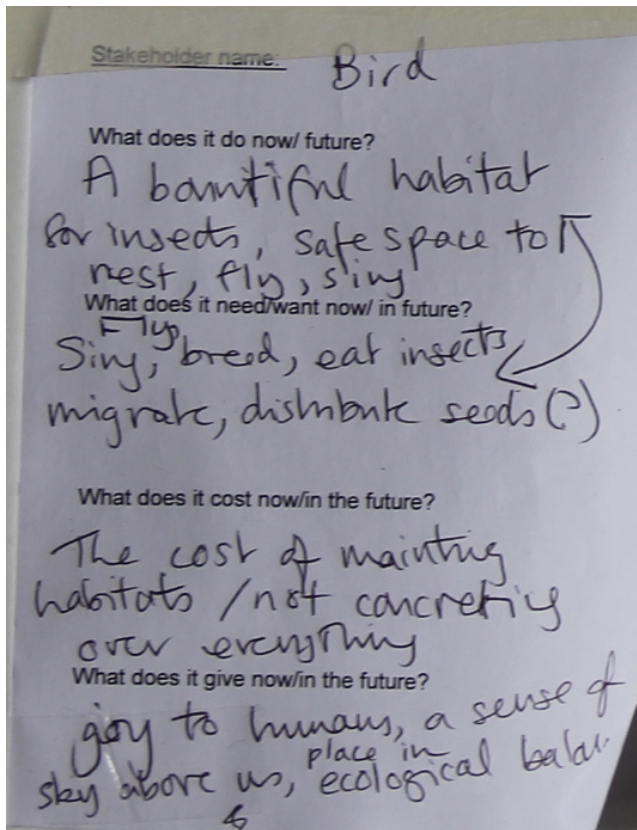 Stakeholder name: Bird
What does it do now/ future?
A bountiful habitat
for insects, safe space to
nest, fly, sing
What does it need/want now/ in future?
Fly,
Sing, breed, eat insects
migrate, distribute seeds (?)
What does it cost now/in the future?
The cost of mainting
habitats / not concreting
over everything
What does it give now/in the future?
joy to humans, a sense of
sky above us, place in ecological balan